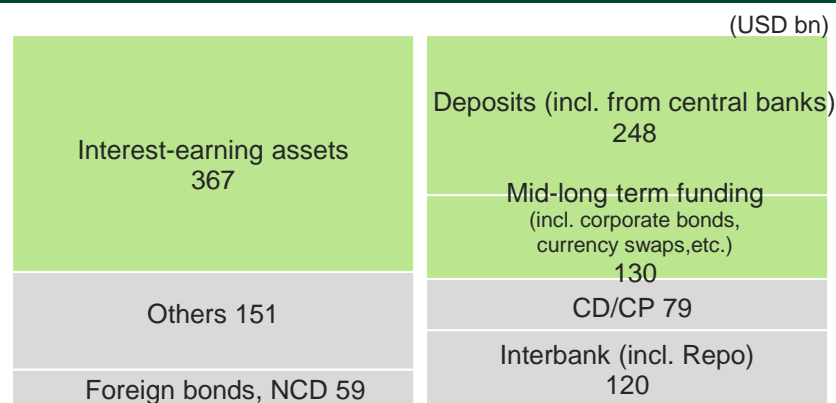 (USD bn)
Interest-earning assets
367
Others 151
Foreign bonds, NCD 59
Deposits (incl. from central banks)
248
Mid-long term funding
(incl. corporate bonds,
currency swaps,etc.)
130
CD/CP 79
Interbank (incl. Repo)
120